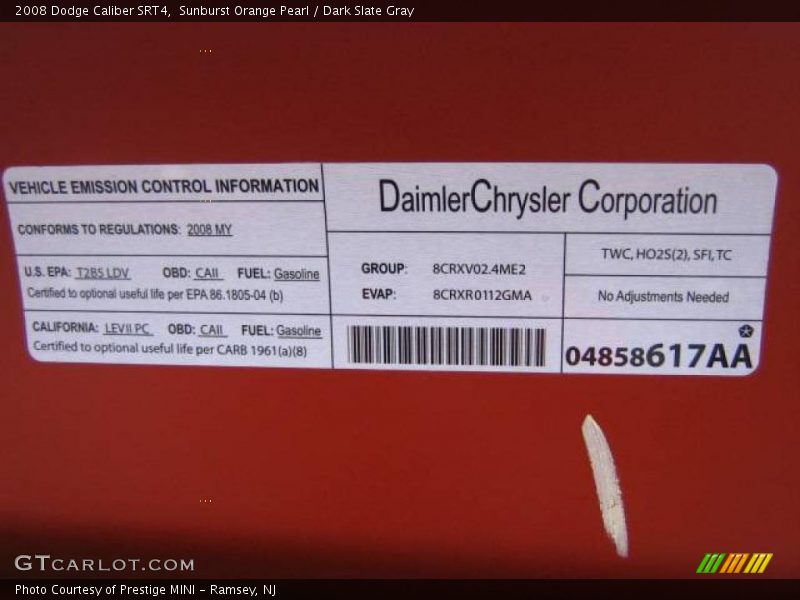 2008 Dodge Caliber SRT4,  Sunburst Orange Pearl / Dark Slate Gray
VEHICLE EMISSION CONTROL INFORMATION
CONFORMS TO REGULATIONS: 2008 MY
U.S. EPA: T2B5 LDV OBD: CAII FUEL: Gasoline
Certified to optional useful life per EPA 86.1805-04 (b)
CALIFORNIA: LEVII PC OBD: CAII FUEL: Gasoline
Certified to optional useful life per CARB 1961(a)(8)
DaimlerChrysler Corporation
GROUP: 8CRXV02.4ME2
EVAP: 8CRXR0112GMA
TWC, HO2S(2), SFI, TC
No Adjustments Needed
04858617AA
GTCARLOT.COM
Photo Courtesy of Prestige MINI - Ramsey, NJ